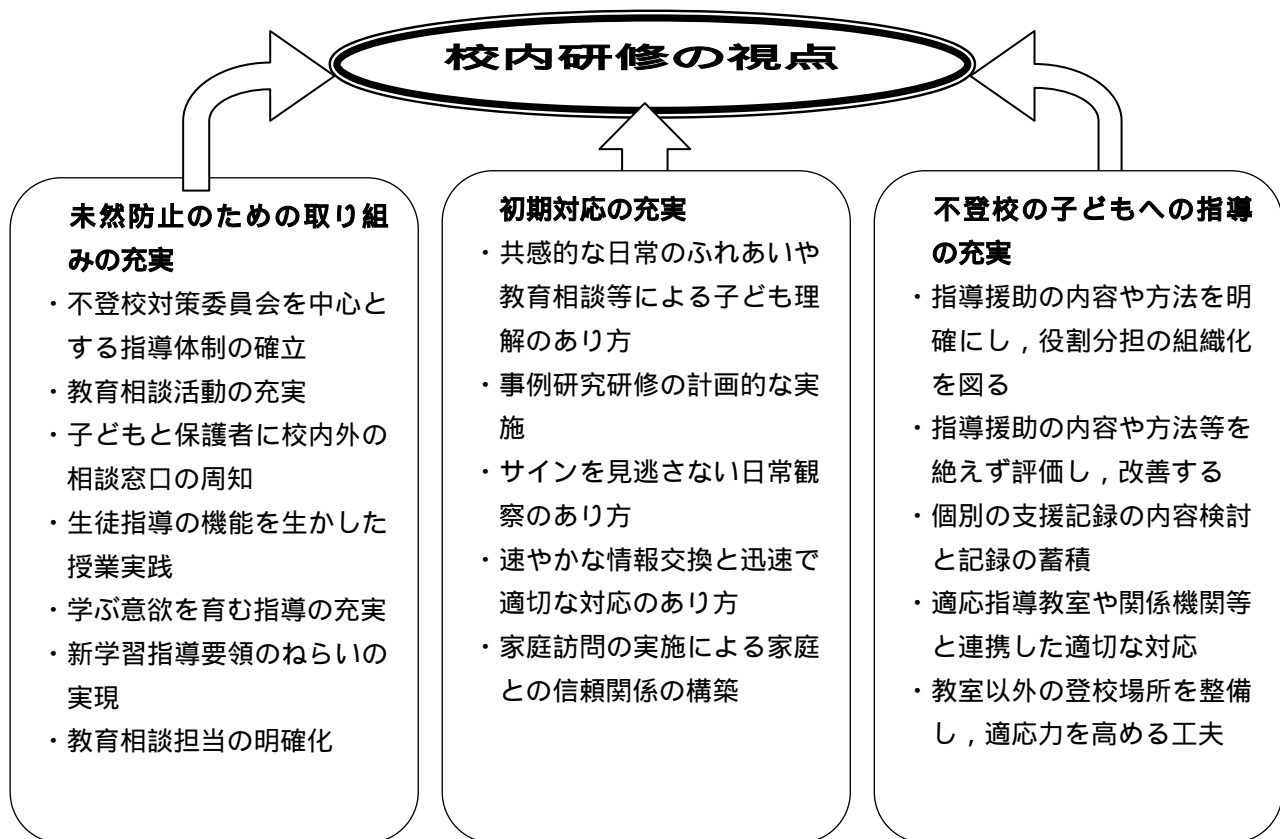 校内研修の視点
未然防止のための取り組
みの充実
・不登校対策委員会を中心と
する指導体制の確立
・教育相談活動の充実
・子どもと保護者に校内外の
相談窓口の周知
・生徒指導の機能を生かした
授業実践
・学ぶ意欲を育む指導の充実
・新学習指導要領のねらいの
実現
・教育相談担当の明確化
初期対応の充実
・共感的な日常のふれあいや
教育相談等による子ども理
解のあり方
・事例研究研修の計画的な実
施
・サインを見逃さない日常観
察のあり方
・速やかな情報交換と迅速で
適切な対応のあり方
・家庭訪問の実施による家庭
との信頼関係の構築
不登校の子どもへの指導
の充実
・指導援助の内容や方法を明
確にし，役割分担の組織化
を図る
・指導援助の内容や方法等を
絶えず評価し，改善する
・個別の支援記録の内容検討
と記録の蓄積
・適応指導教室や関係機関等
と連携した適切な対応
・教室以外の登校場所を整備
し，適応力を高める工夫